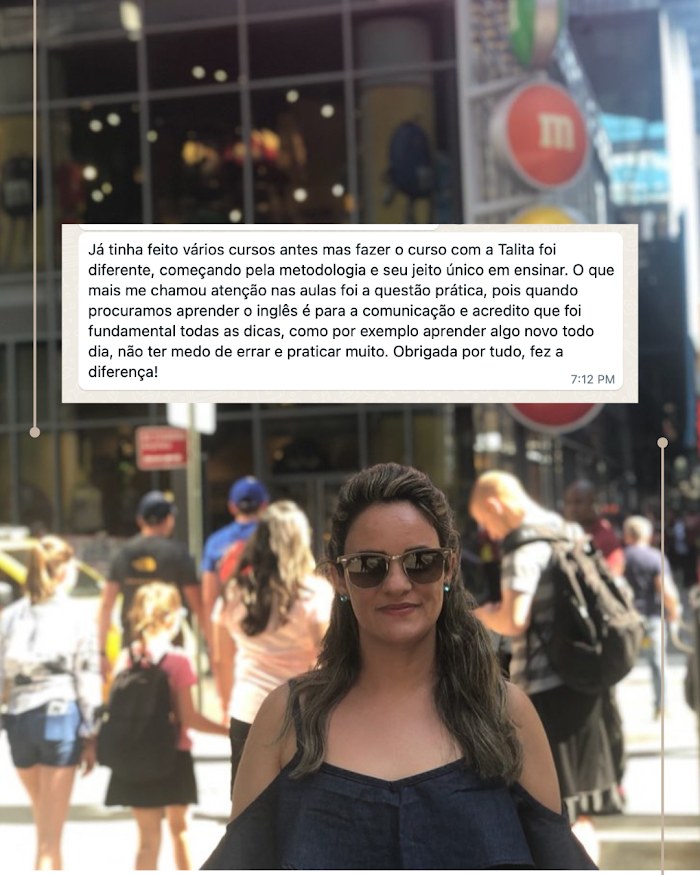 m
Já tinha feito vários cursos antes mas fazer o curso com a Talita foi
diferente, começando pela metodologia e seu jeito único em ensinar. O que
mais me chamou atenção nas aulas foi a questão prática, pois quando
procuramos aprender o inglês é para a comunicação e acredito que foi
fundamental todas as dicas, como por exemplo aprender algo novo todo
dia, não ter medo de errar e praticar muito. Obrigada por tudo, fez a
diferença!
7:12 PM